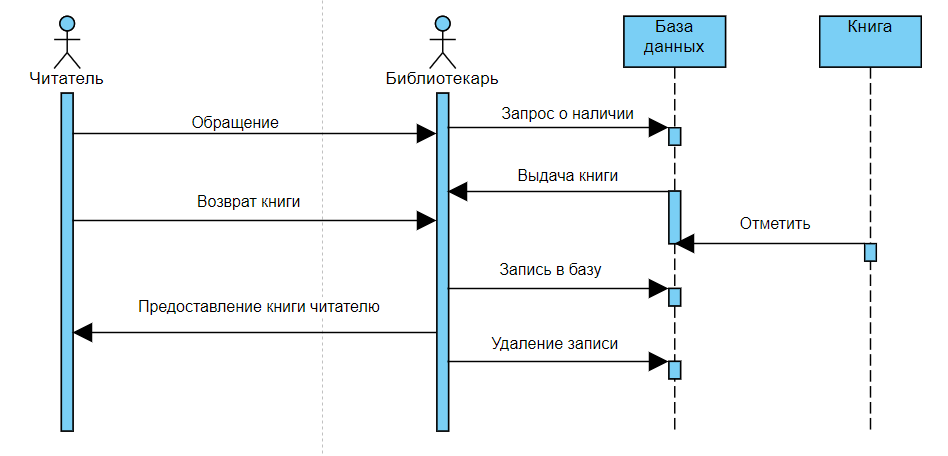 База
данных
Книга
Читатель
Библиотекарь
Обращение
Запрос о наличии
Выдача книги
Возврат книги
Отметить
Запись в базу
Предоставление книги читателю
Удаление записи